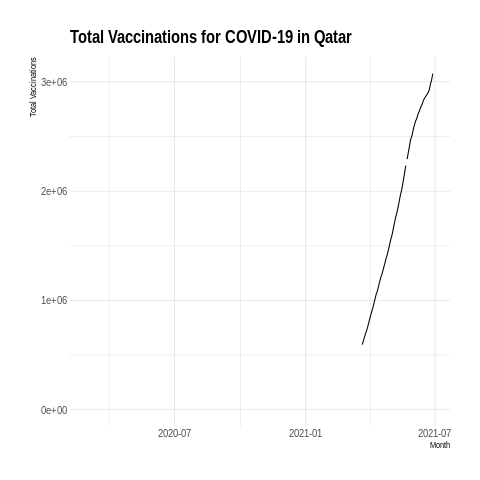 Total Vaccinations for COVID-19 in Qatar
Total Vaccinations
3e+06
2e+06
1e+06
0e+00
2020-07 2021-01 2021-07
Month